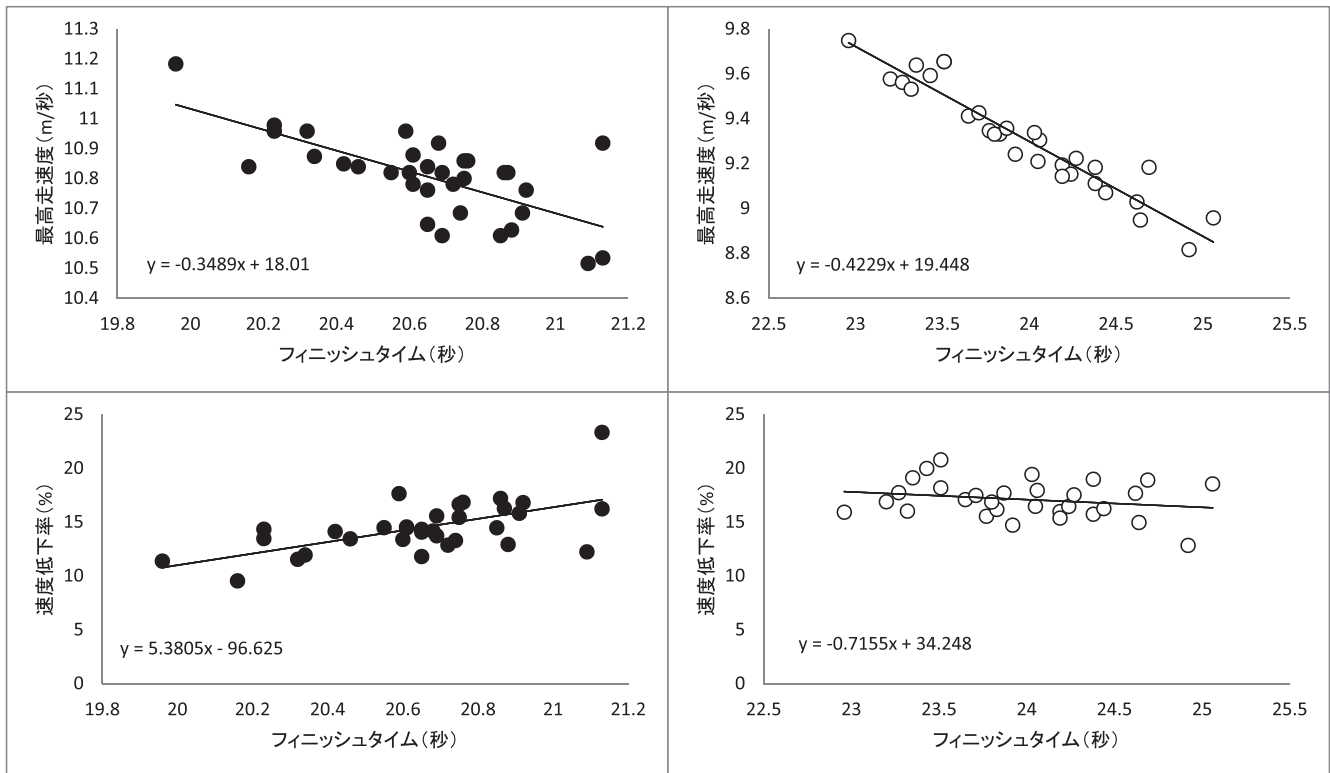 11.3
11.2
11.1
11
10.9
10.8
10.7
10.6
10.5
10.4
最高走速度(m/秒)
y = -0.3489x + 18.01
19.8 20 20.2 20.4 20.6 20.8 21 21.2
フィニッシュタイム(秒)
9.8
9.6
9.4
9.2
9
8.8
8.6
最高走速度(m/秒)
y = -0.4229x + 19.448
22.5 23 23.5 24 24.5 25 25.5
フィニッシュタイム(秒)
25
20
15
10
5
0
速度低下率(%)
y = 5.3805x - 96.625
19.8 20 20.2 20.4 20.6 20.8 21 21.2
フィニッシュタイム(秒)
25
20
15
10
5
0
速度低下率(%)
y = -0.7155x + 34.248
22.5 23 23.5 24 24.5 25 25.5
フィニッシュタイム(秒)